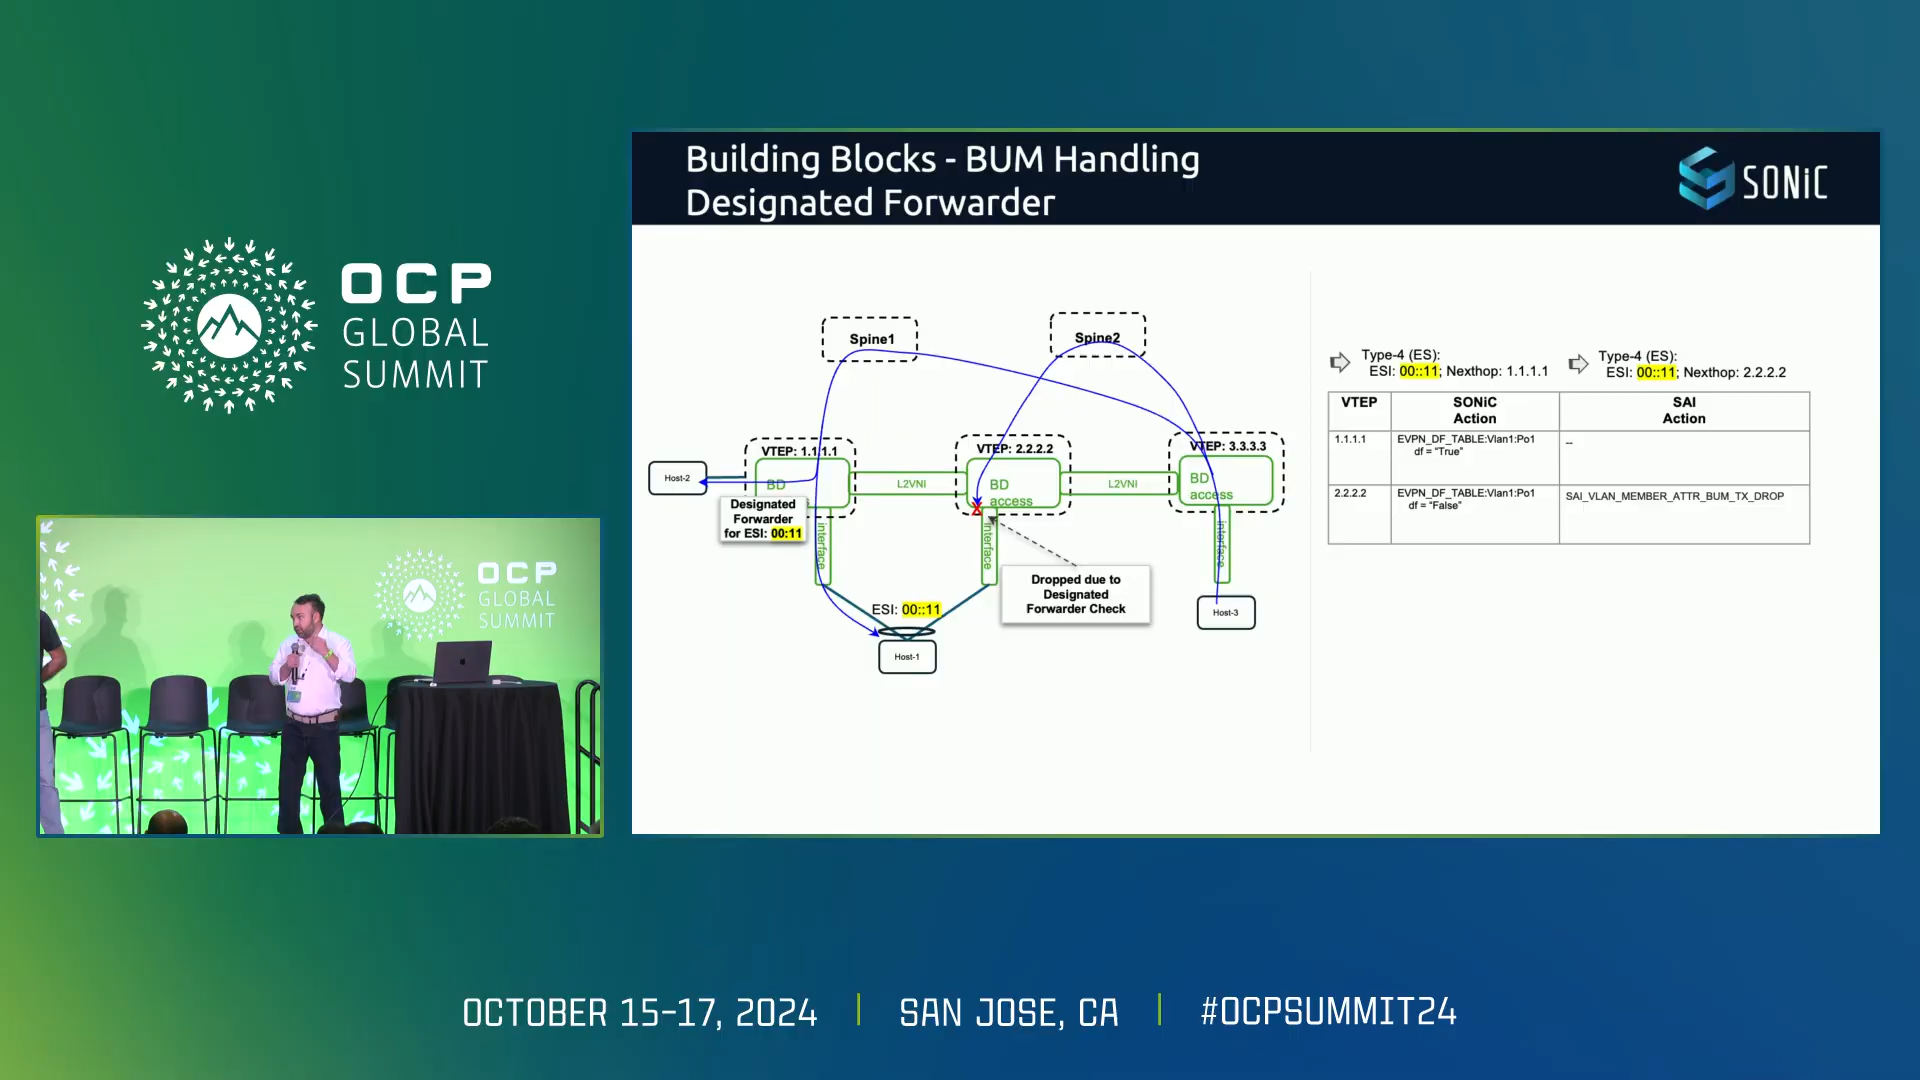 OCP
GLOBAL
SUMMIT
OCP
GLOBAL
SUMMIT
Building Blocks - BUM Handling
Designated Forwarder
SONiC
Spine1
Spine2
VTEP: 1.1.1.1
VTEP: 2.2.2.2
VTEP: 3.3.3.3
Host-2
BD
L2VNI
BD
access
L2VNI
BD
access
Designated
Forwarder
for ESI: 00:11
interface
interface
interface
Dropped due to
Designated
Forwarder Check
ESI: 00::11
Host-1
Host-3
Type-4 (ES):
ESI: 00::11; Nexthop: 1.1.1.1
Type-4 (ES):
ESI: 00::11; Nexthop: 2.2.2.2
VTEP
SONiC
Action
SAI
Action
1.1.1.1
EVPN_DF_TABLE:Vlan1:Po1
df = “True”
--
2.2.2.2
EVPN_DF_TABLE:Vlan1:Po1
df = “False”
SAI_VLAN_MEMBER_ATTR_BUM_TX_DROP
OCTOBER 15-17, 2024
SAN JOSE, CA
#OCPSUMMIT24